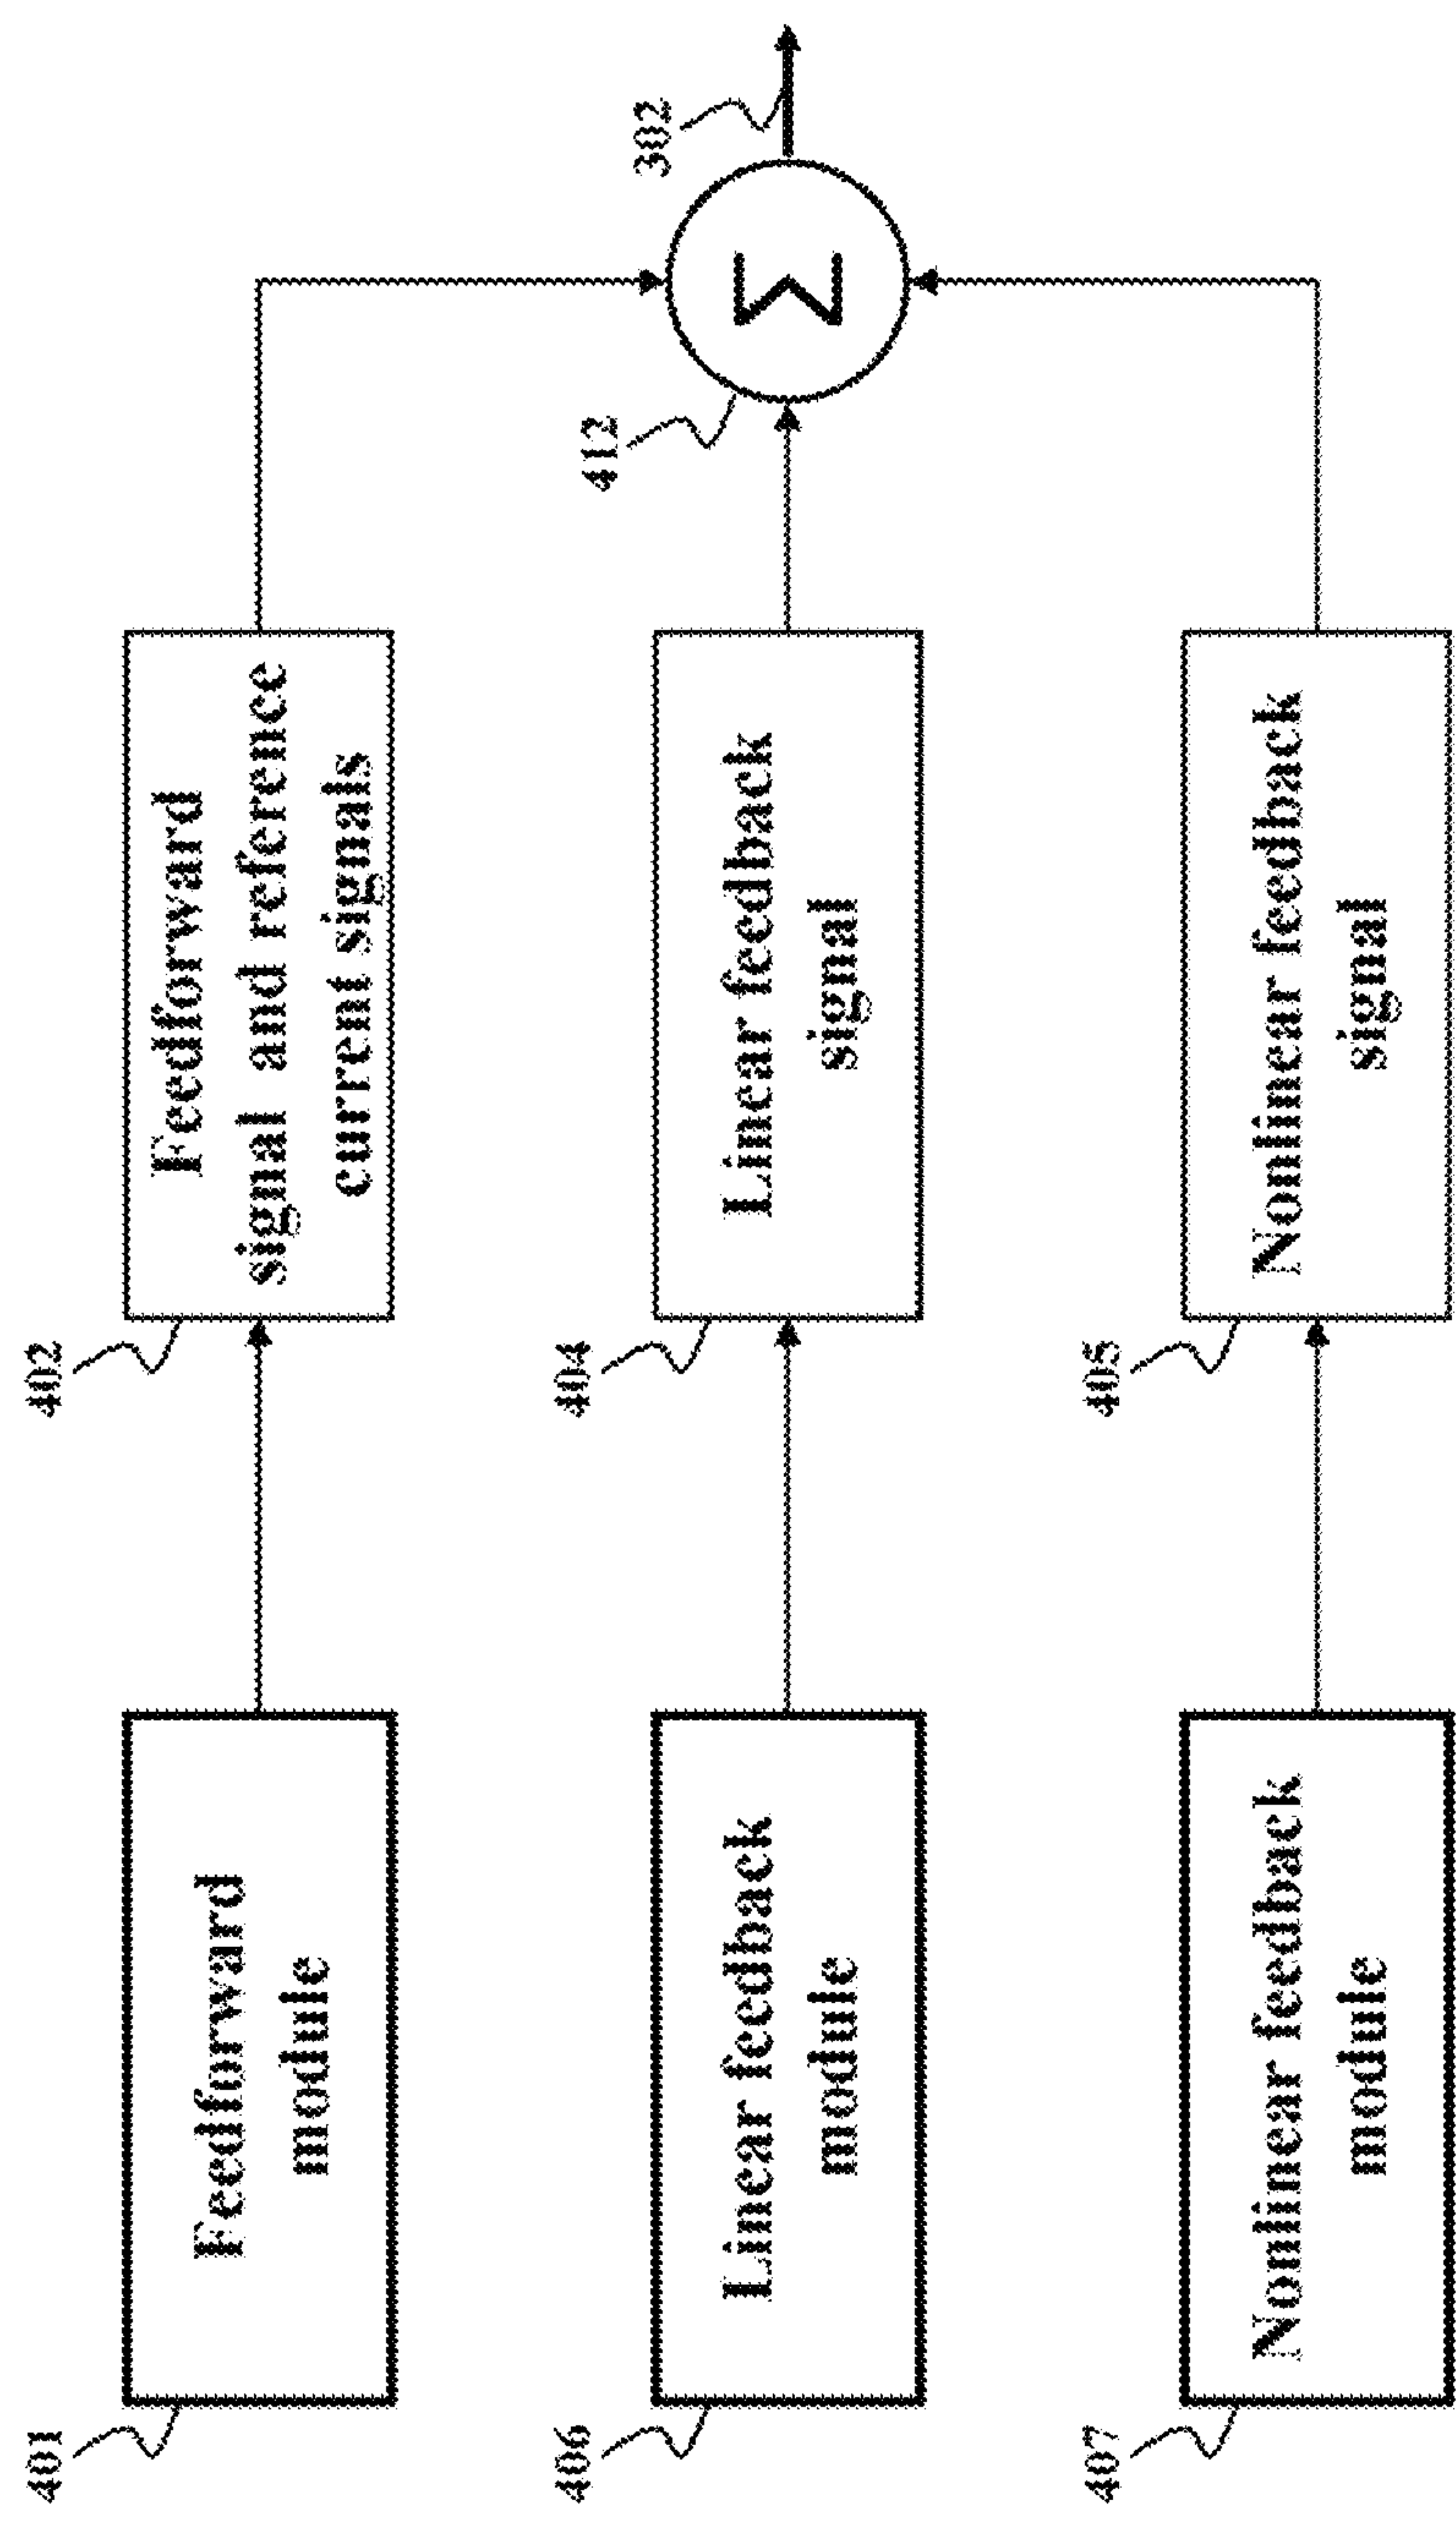 401
Feedforward
module
402
Feedforward
signal and reference
current signals
406
Linear feedback
module
404
Linear feedback
signal
412
Σ
302
407
Nonlinear feedback
module
405
Nonlinear feedback
signal